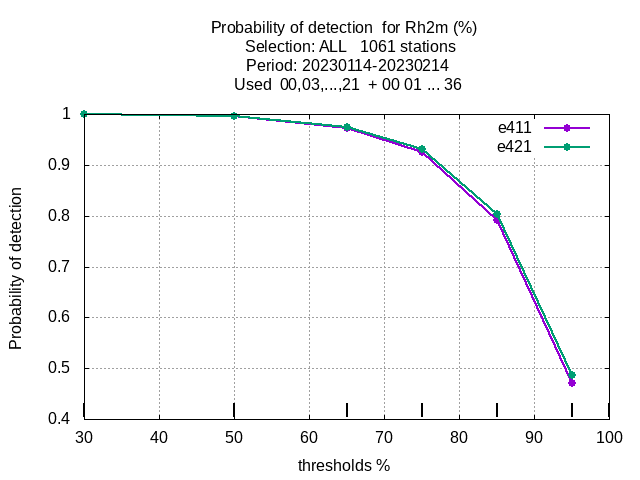 Probability of detection  for Rh2m (%)
Selection: ALL   1061 stations
Period: 20230114-20230214
Used  00,03,...,21  + 00 01 ... 36
e411
e421
Probability of detection
1
0.9
0.8
0.7
0.6
0.5
0.4
30 40 50 60 70 80 90 100
thresholds %